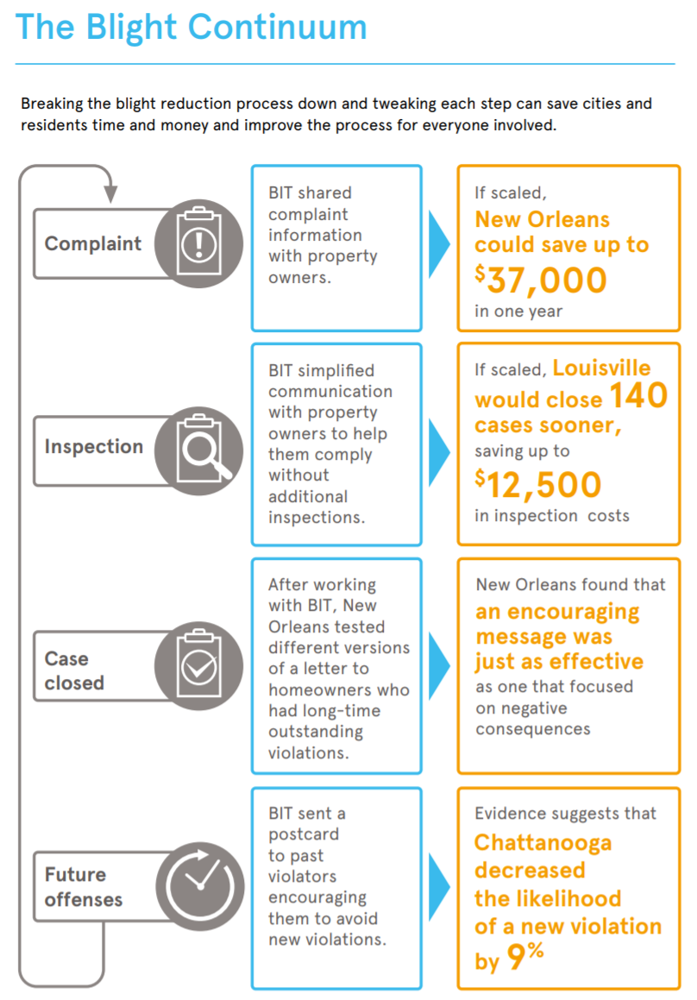 The Blight Continuum
Breaking the blight reduction process down and tweaking each step can save cities and
residents time and money and improve the process for everyone involved.
Complaint
BIT shared
complaint
information
with property
owners.
If scaled,
New Orleans
could save up to
$37,000
in one year
Inspection
BIT simplified
communication
with property
owners to help
them comply
without
additional
inspections.
If scaled, Louisville
would close 140
cases sooner,
saving up to
$12,500
in inspection costs
Case
closed
After working
with BIT, New
Orleans tested
different versions
of a letter to
homeowners who
had long-time
outstanding
violations.
New Orleans found that
an encouraging
message was
just as effective
as one that focused
on negative
consequences
Future
offenses
BIT sent a
postcard
to past
violators
encouraging
them to avoid
new violations.
Evidence suggests that
Chattanooga
decreased
the likelihood
of a new violation
by 9%